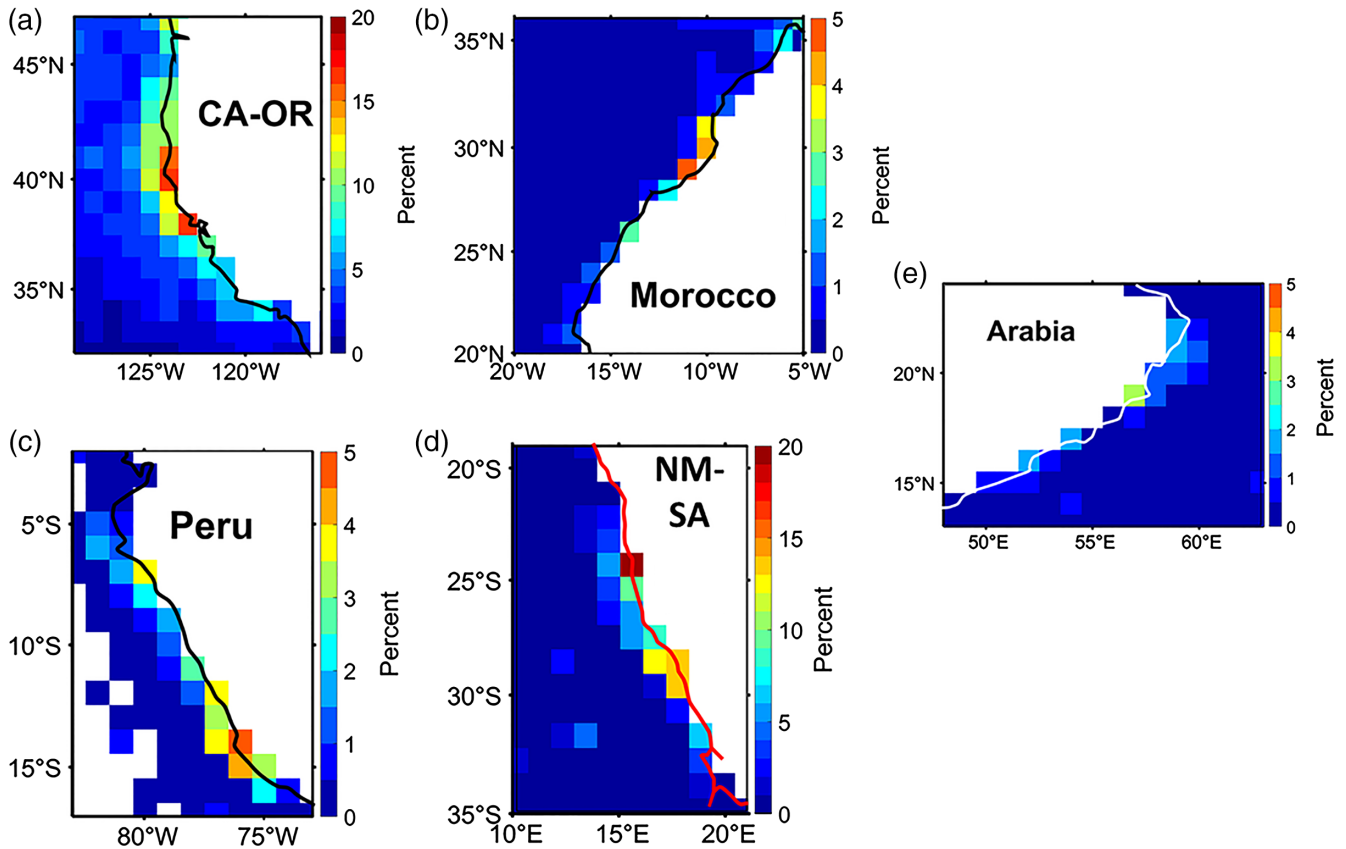 (a)
45°N
40°N
35°N
125°W
120°W
CA-OR
20
15
10
5
0
Percent
(b)
35°N
30°N
25°N
20°N
20°W
15°W
10°W
5°W
Morocco
5
4
3
2
1
0
Percent
(e)
20°N
15°N
50°E
55°E
60°E
Arabia
5
4
3
2
1
0
Percent
(c)
5°S
10°S
15°S
80°W
75°W
Peru
5
4
3
2
1
0
Percent
(d)
20°S
25°S
30°S
35°S
10°E
15°E
20°E
NM-
SA
20
15
10
5
0
Percent